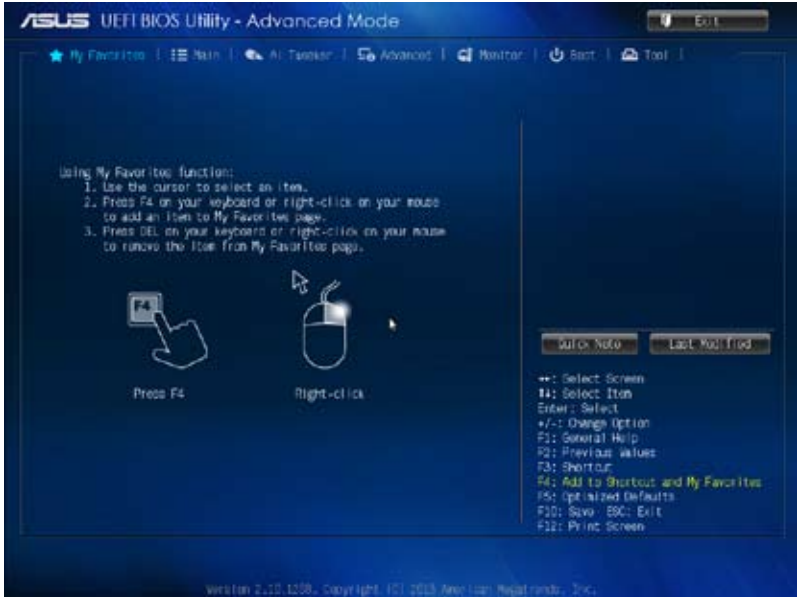 ASUS UEFI BIOS Utility - Advanced Mode
Exit
My Favorites | Main | Ai Tweaker | Advanced | Monitor | Boot | Tool |
Using My Favorites function:
1. Use the cursor to select an item.
2. Press F4 on your keyboard or right-click on your mouse
to add an item to My Favorites page.
3. Press DEL on your keyboard or right-click on your mouse
to remove the item from My Favorites page.
F4
Press F4
Right-click
Quick Note
Last Modified
↔: Select Screen
↑↓: Select Item
Enter: Select
+/-: Change Option
F1: General Help
F2: Previous Values
F3: Shortcut
F4: Add to Shortcut and My Favorites
F5: Optimized Defaults
F10: Save ESC: Exit
F12: Print Screen
Version 2.10.1208. Copyright (C) 2013 American Megatrends, Inc.